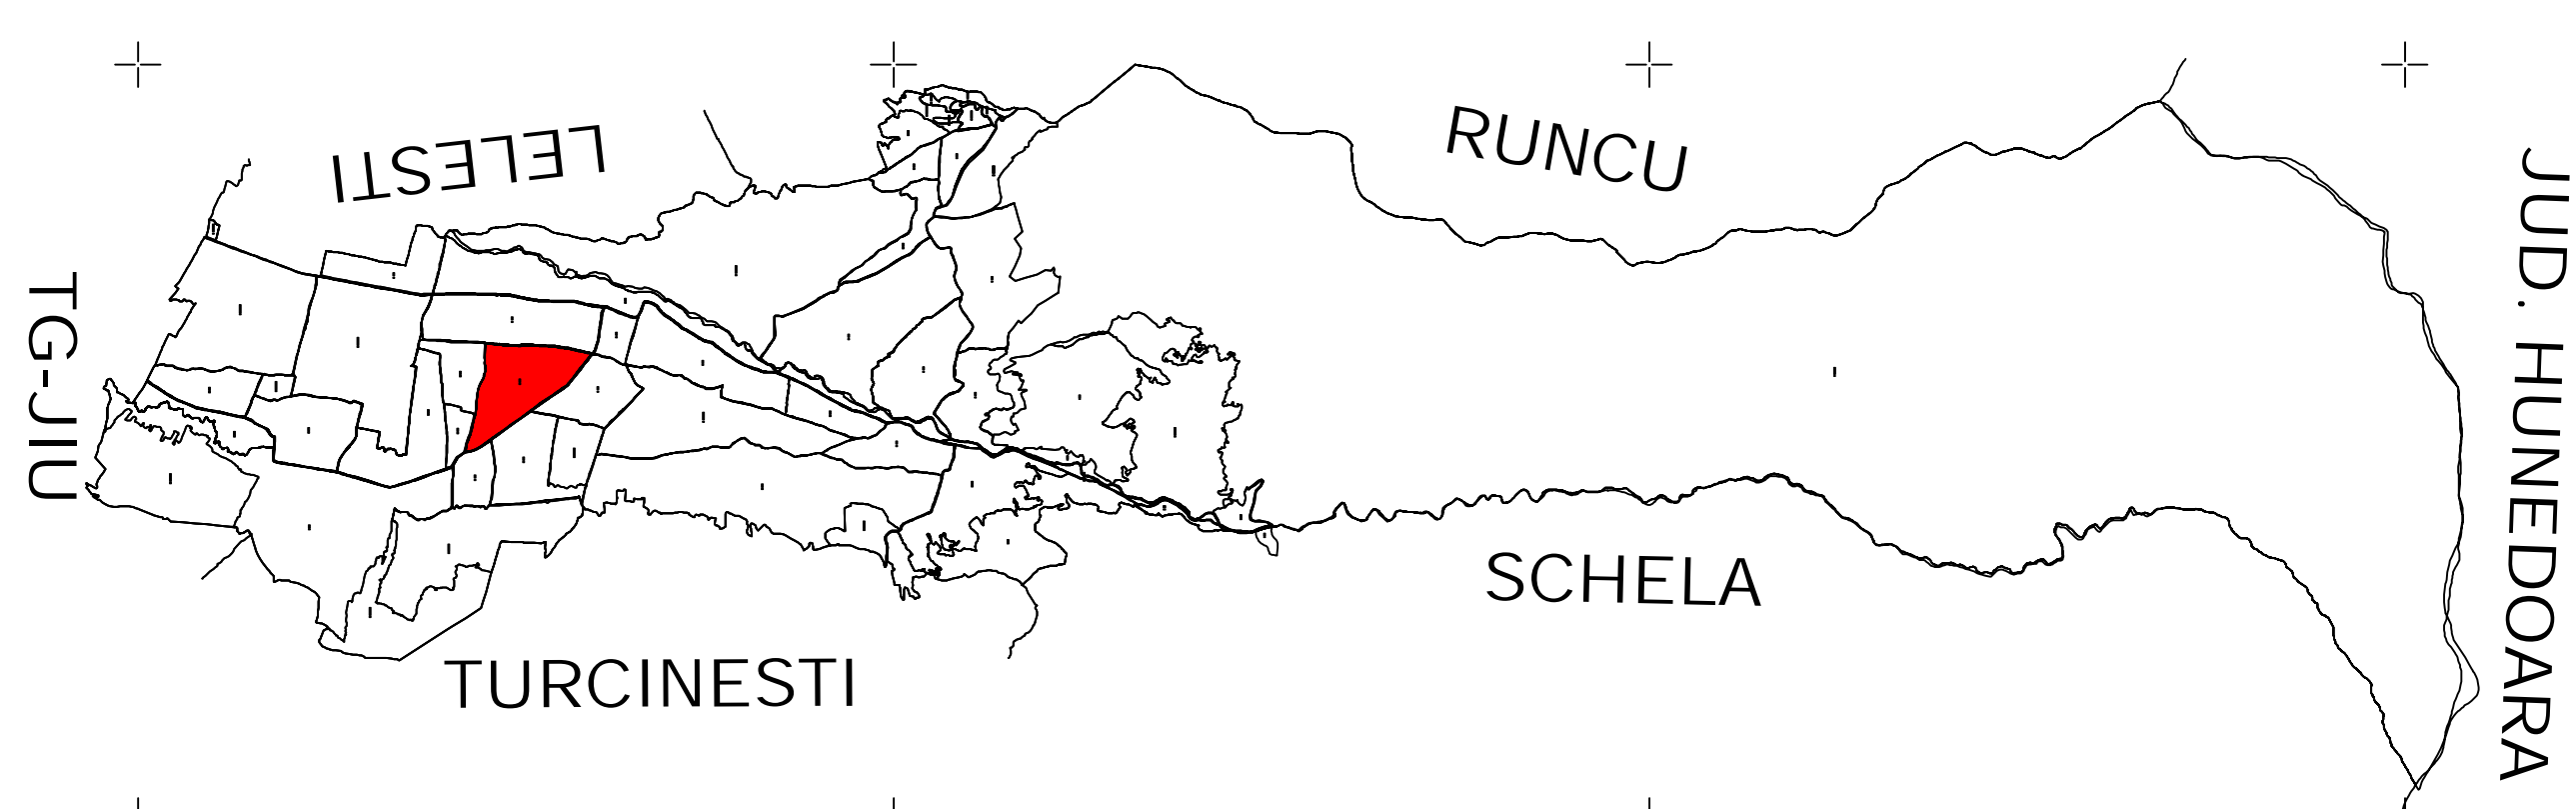 LELESTI
RUNCU
TG-JIU
JUD. HUNEDOARA
SCHELA
TURCINESTI